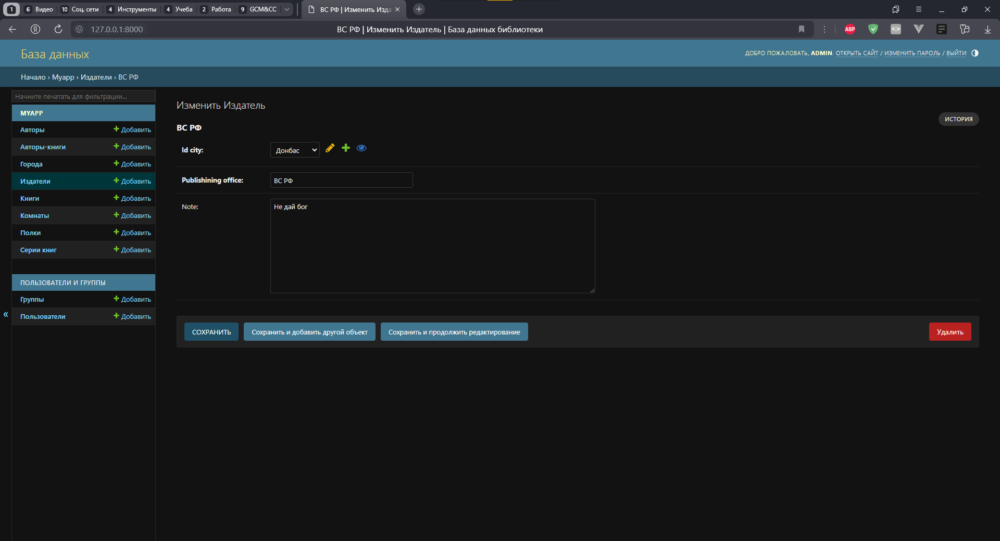 1 6 Видео 10 Соц. сети 4 Инструменты 4 Учеба 2 Работа 9 GCM&CC ВС РФ | Изменить Изда
Я 127.0.0.1:8000 ВС РФ | Изменить Издатель | База данных библиотеки ABP
База данных ДОБРО ПОЖАЛОВАТЬ, ADMIN. ОТКРЫТЬ САЙТ / ИЗМЕНИТЬ ПАРОЛЬ / ВЫЙТИ
Начало › Myapp › Издатели › ВС РФ
Начните печатать для фильтрации...
MYAPP
Авторы Добавить
Авторы-книги Добавить
Города Добавить
Издатели Добавить
Книги Добавить
Комнаты Добавить
Полки Добавить
Серии книг Добавить
ПОЛЬЗОВАТЕЛИ И ГРУППЫ
Группы Добавить
Пользователи Добавить
«
Изменить Издатель
ИСТОРИЯ
ВС РФ
Id city: Донбас
Publishining office: ВС РФ
Note: Не дай бог
СОХРАНИТЬ Сохранить и добавить другой объект Сохранить и продолжить редактирование Удалить